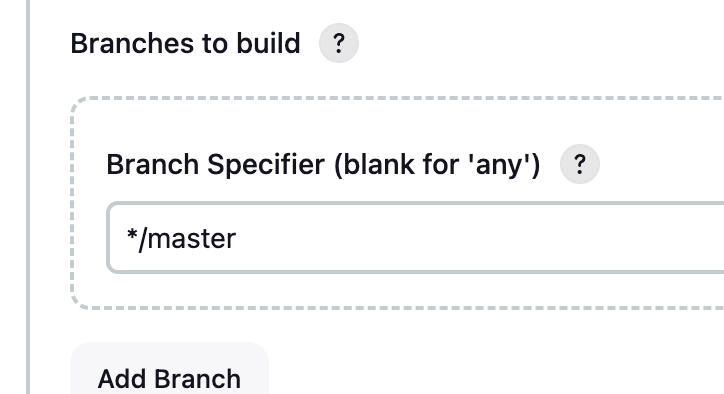 Branches to build ?
Branch Specifier (blank for 'any') ?
*/master
Add Branch